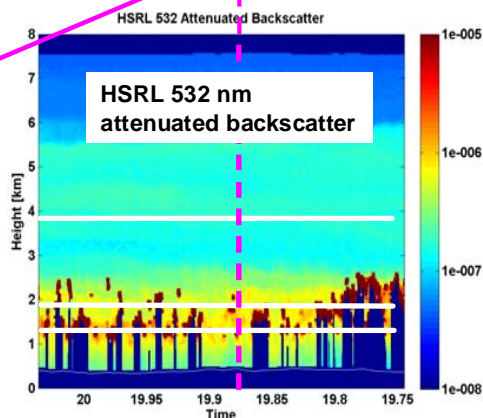 HSRL 532 Attenuated Backscatter
8
7
6
5
4
3
2
1
0
Height [km]
HSRL 532 nm
attenuated backscatter
20 19.95 19.9 19.85 19.8 19.75
Time
1e-005
1e-006
1e-007
1e-008